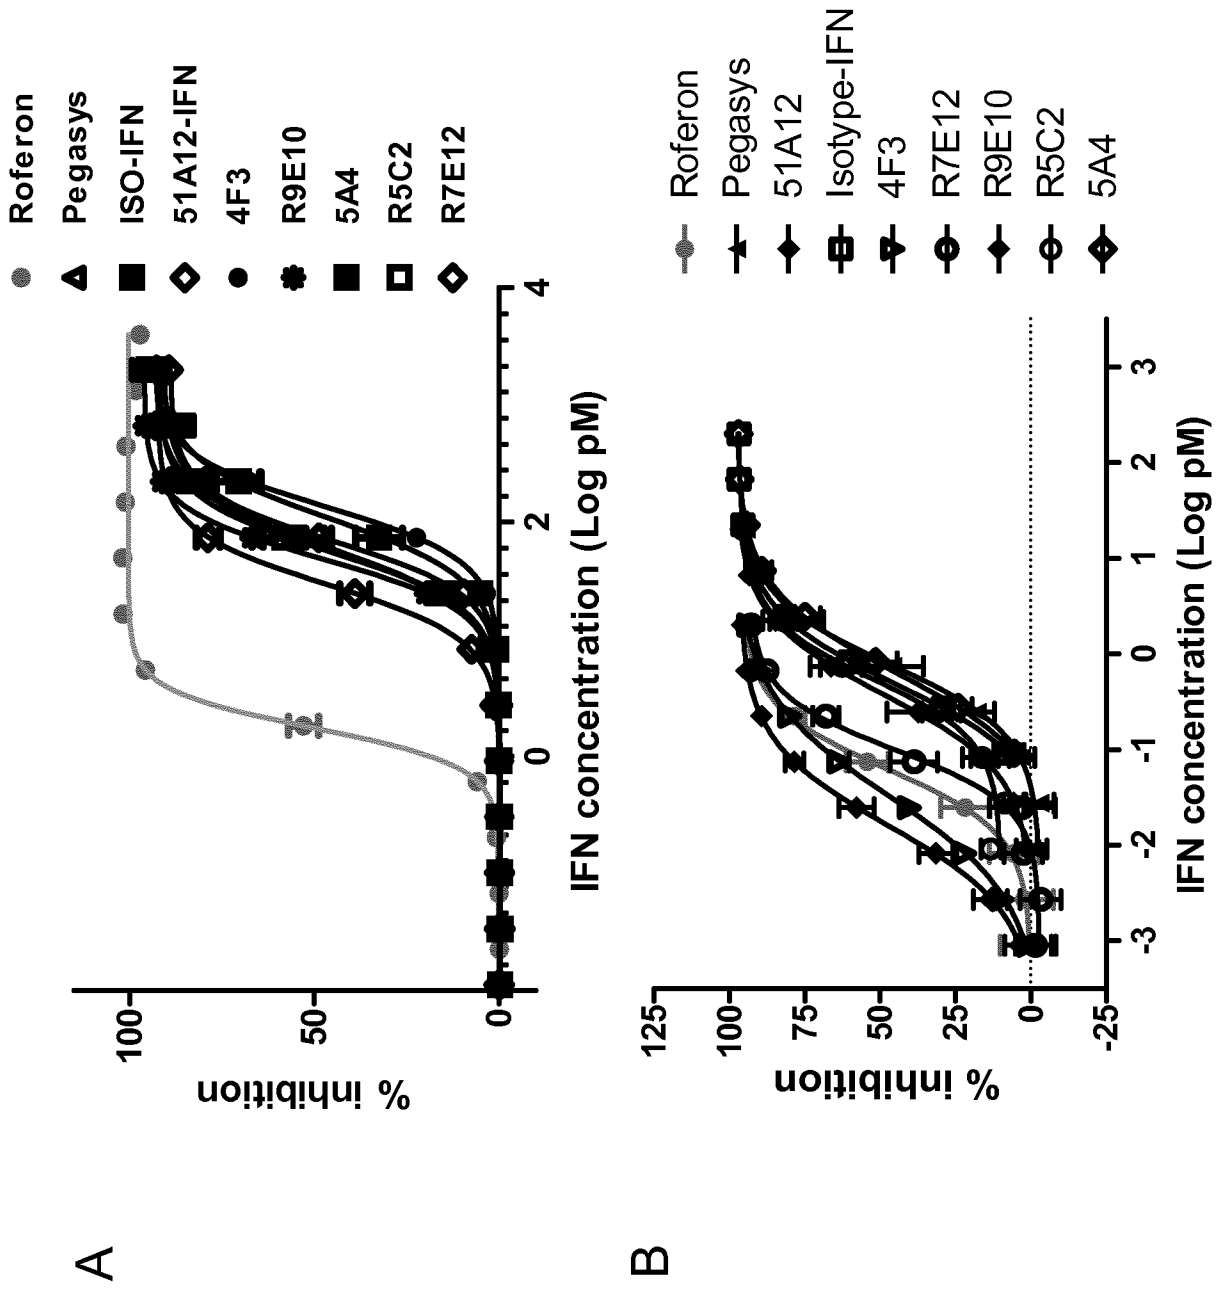 A
% inhibition
100
50
0
0
2
4
IFN concentration (Log pM)
Roferon
Pegasys
ISO-IFN
51A12-IFN
4F3
R9E10
5A4
R5C2
R7E12
B
% inhibition
125
100
75
50
25
0
-25
-3
-2
-1
0
1
2
3
IFN concentration (Log pM)
Roferon
Pegasys
51A12
Isotype-IFN
4F3
R7E12
R9E10
R5C2
5A4